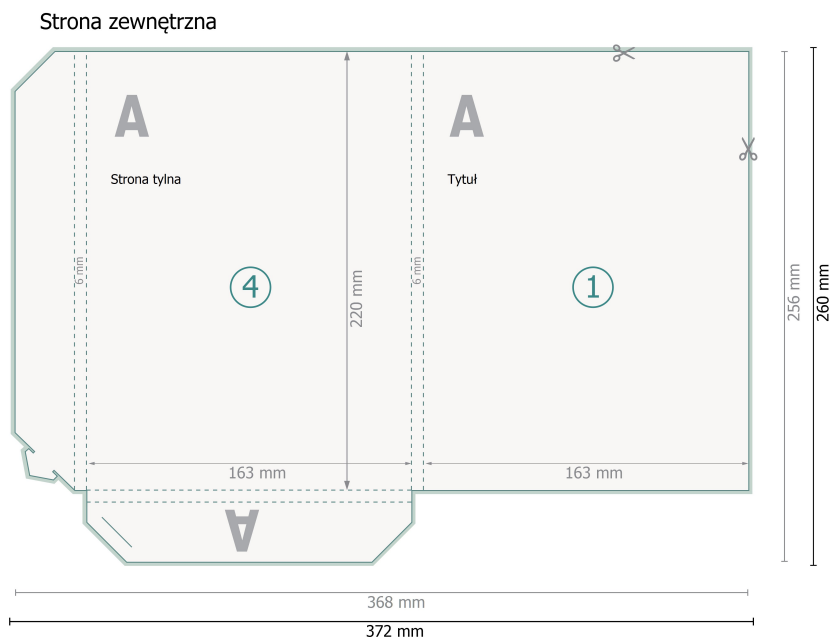 Strona zewnętrzna
A
A
Strona tylna
Tytuł
6 mm
6 mm
4
1
220 mm
256 mm
260 mm
163 mm
163 mm
A
368 mm
372 mm